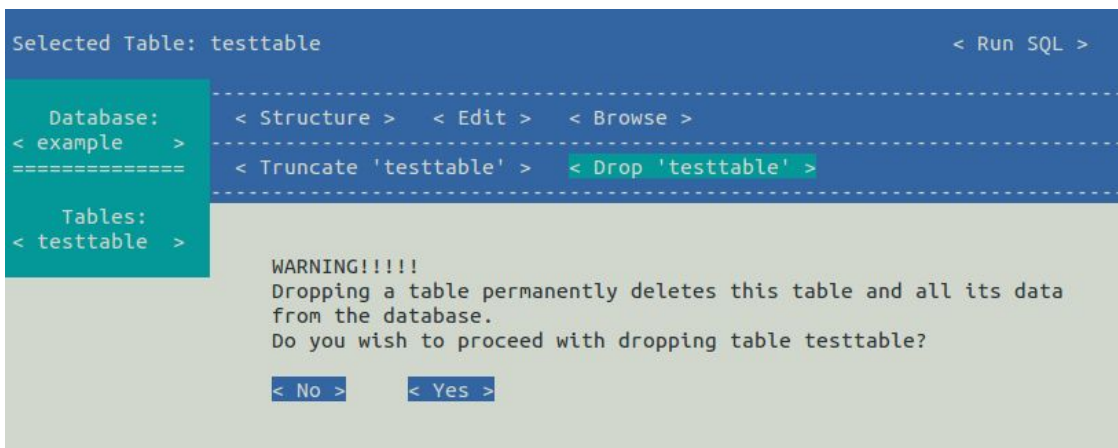 Selected Table: testtable < Run SQL >
Database:
< example >
==============
Tables:
< testtable >
< Structure > < Edit > < Browse >
< Truncate 'testtable' > < Drop 'testtable' >
WARNING!!!!!
Dropping a table permanently deletes this table and all its data
from the database.
Do you wish to proceed with dropping table testtable?
< No > < Yes >